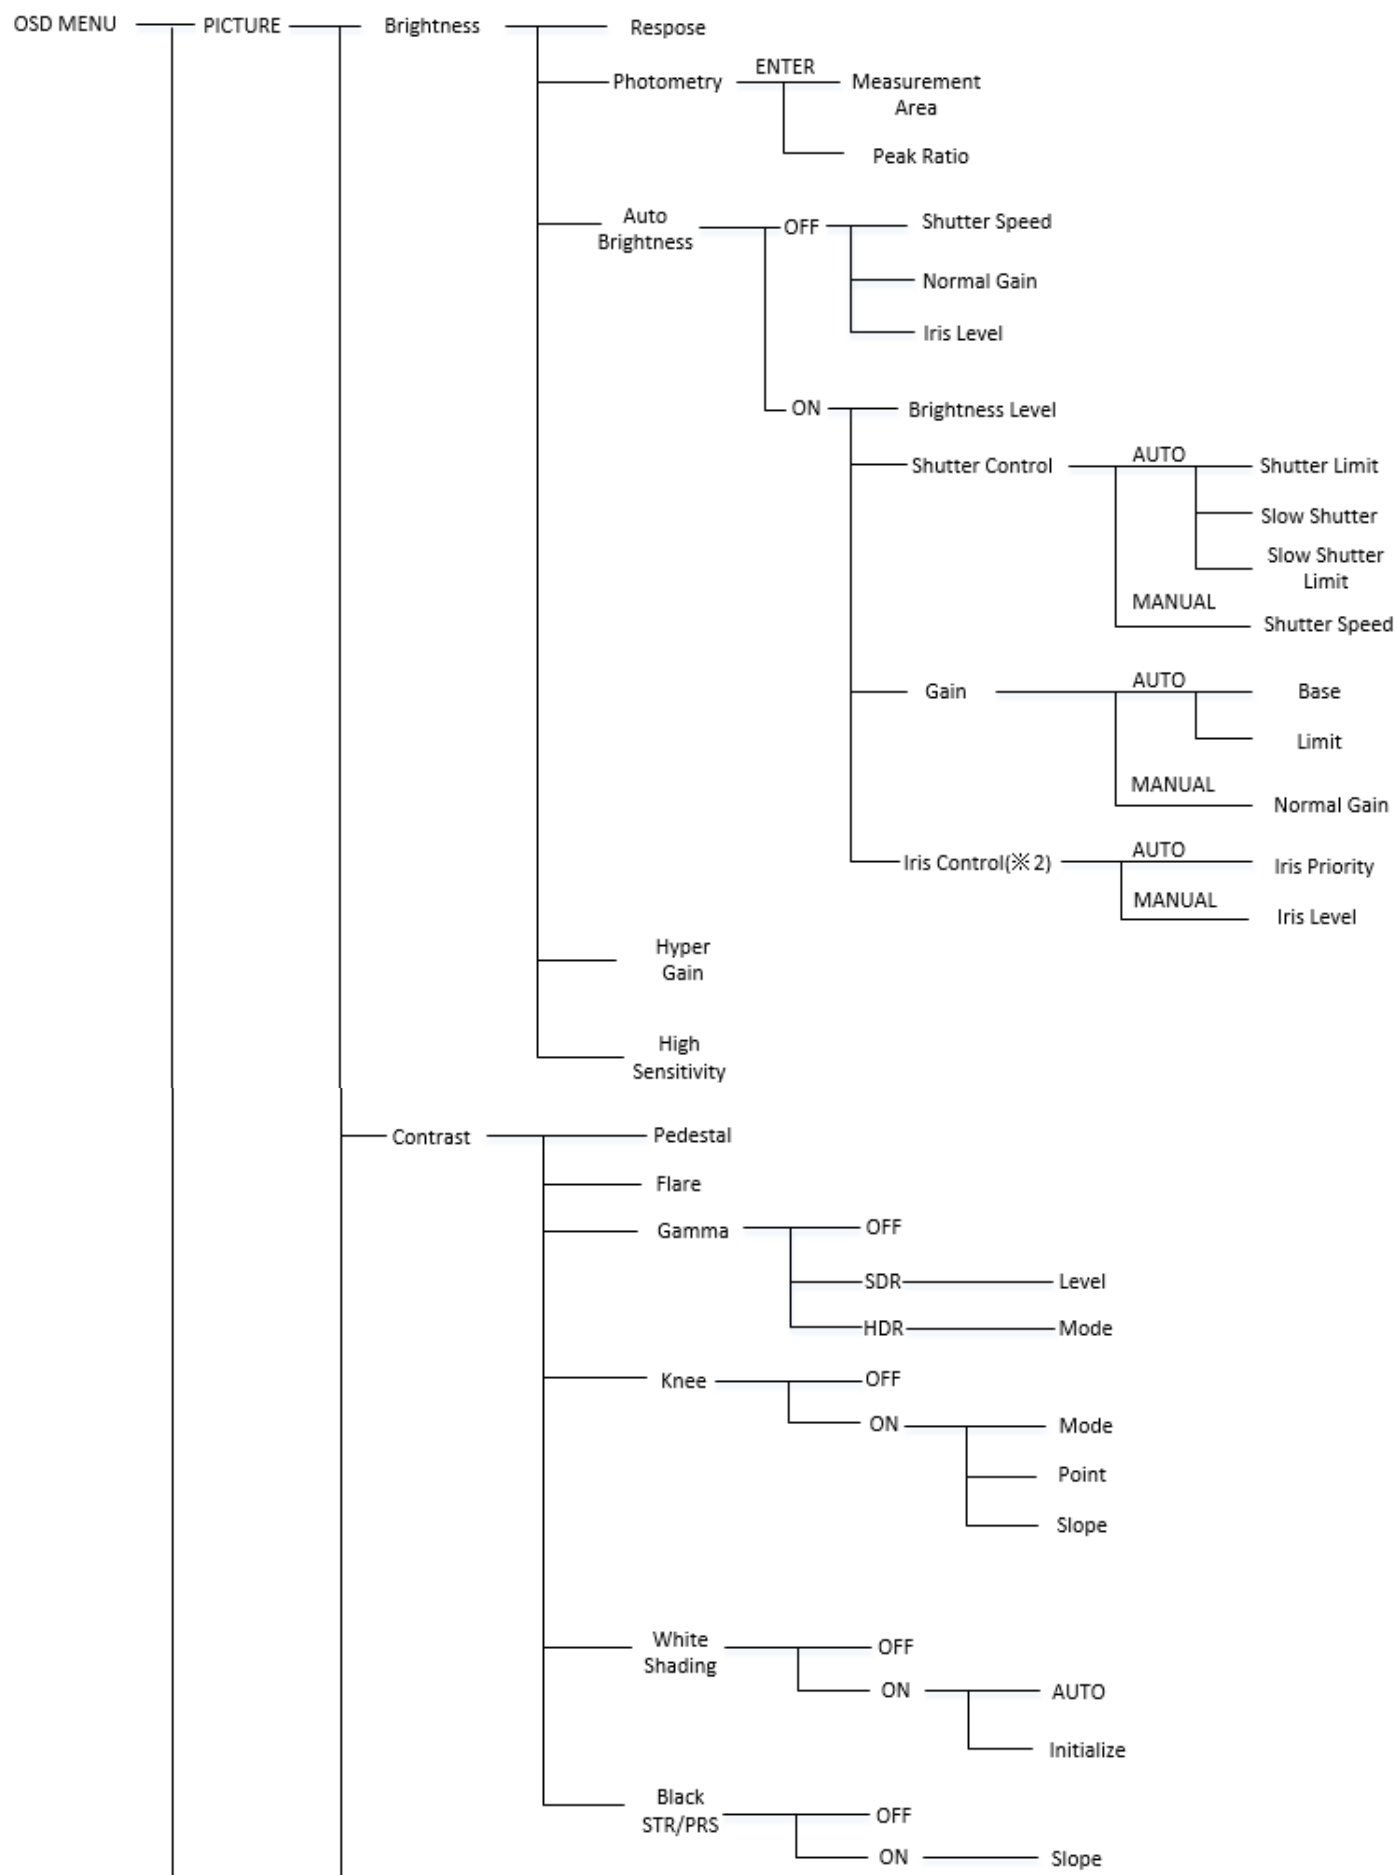 OSD MENU PICTURE Brightness Respose
Photometry ENTER Measurement
Area
Peak Ratio
Auto
Brightness OFF Shutter Speed
Normal Gain
Iris Level
ON Brightness Level
Shutter Control AUTO Shutter Limit
Slow Shutter
Slow Shutter
Limit
MANUAL
Shutter Speed
Gain AUTO Base
Limit
MANUAL
Normal Gain
Iris Control(※2) AUTO Iris Priority
MANUAL
Iris Level
Hyper
Gain
High
Sensitivity
Contrast Pedestal
Flare
Gamma OFF
SDR Level
HDR Mode
Knee OFF
ON Mode
Point
Slope
White
Shading OFF
ON AUTO
Initialize
Black
STR/PRS OFF
ON Slope